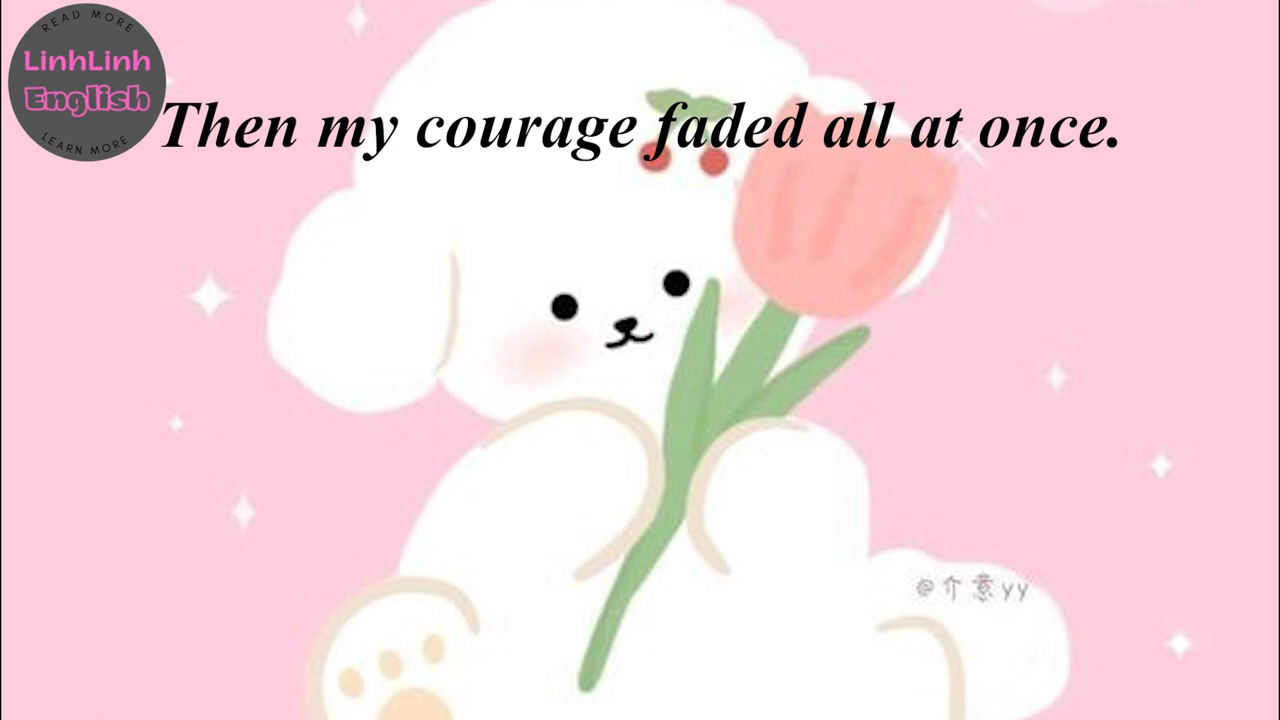 READ MORE
LinhLinh
English
LEARN MORE
Then my courage faded all at once.
@介意yy